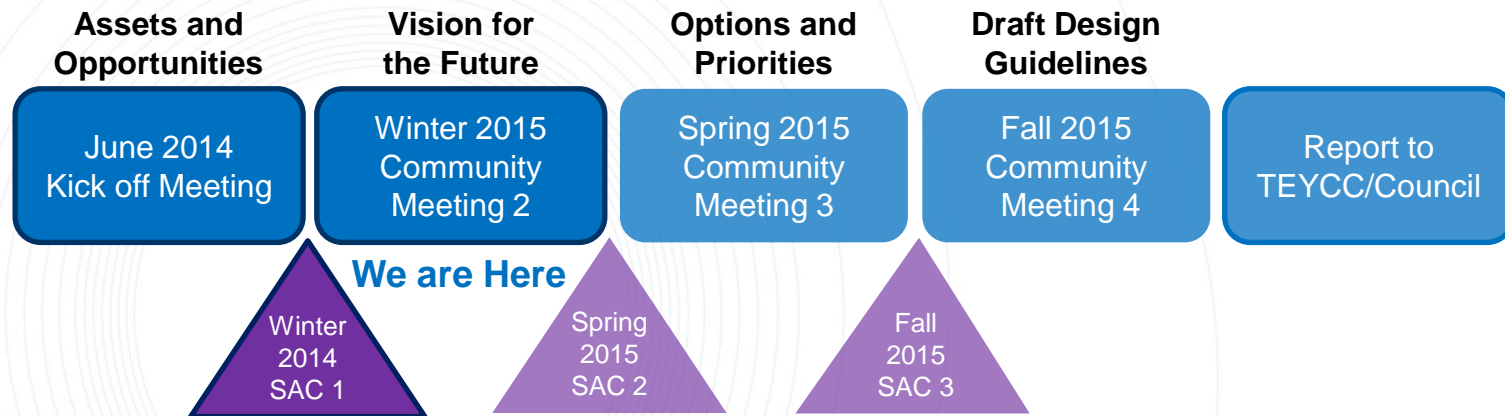 Assets and
Opportunities
Vision for
the Future
Options and
Priorities
Draft Design
Guidelines
June 2014
Kick off Meeting
Winter 2015
Community
Meeting 2
Spring 2015
Community
Meeting 3
Fall 2015
Community
Meeting 4
Report to
TEYCC/Council
We are Here
Winter
2014
SAC 1
Spring
2015
SAC 2
Fall
2015
SAC 3